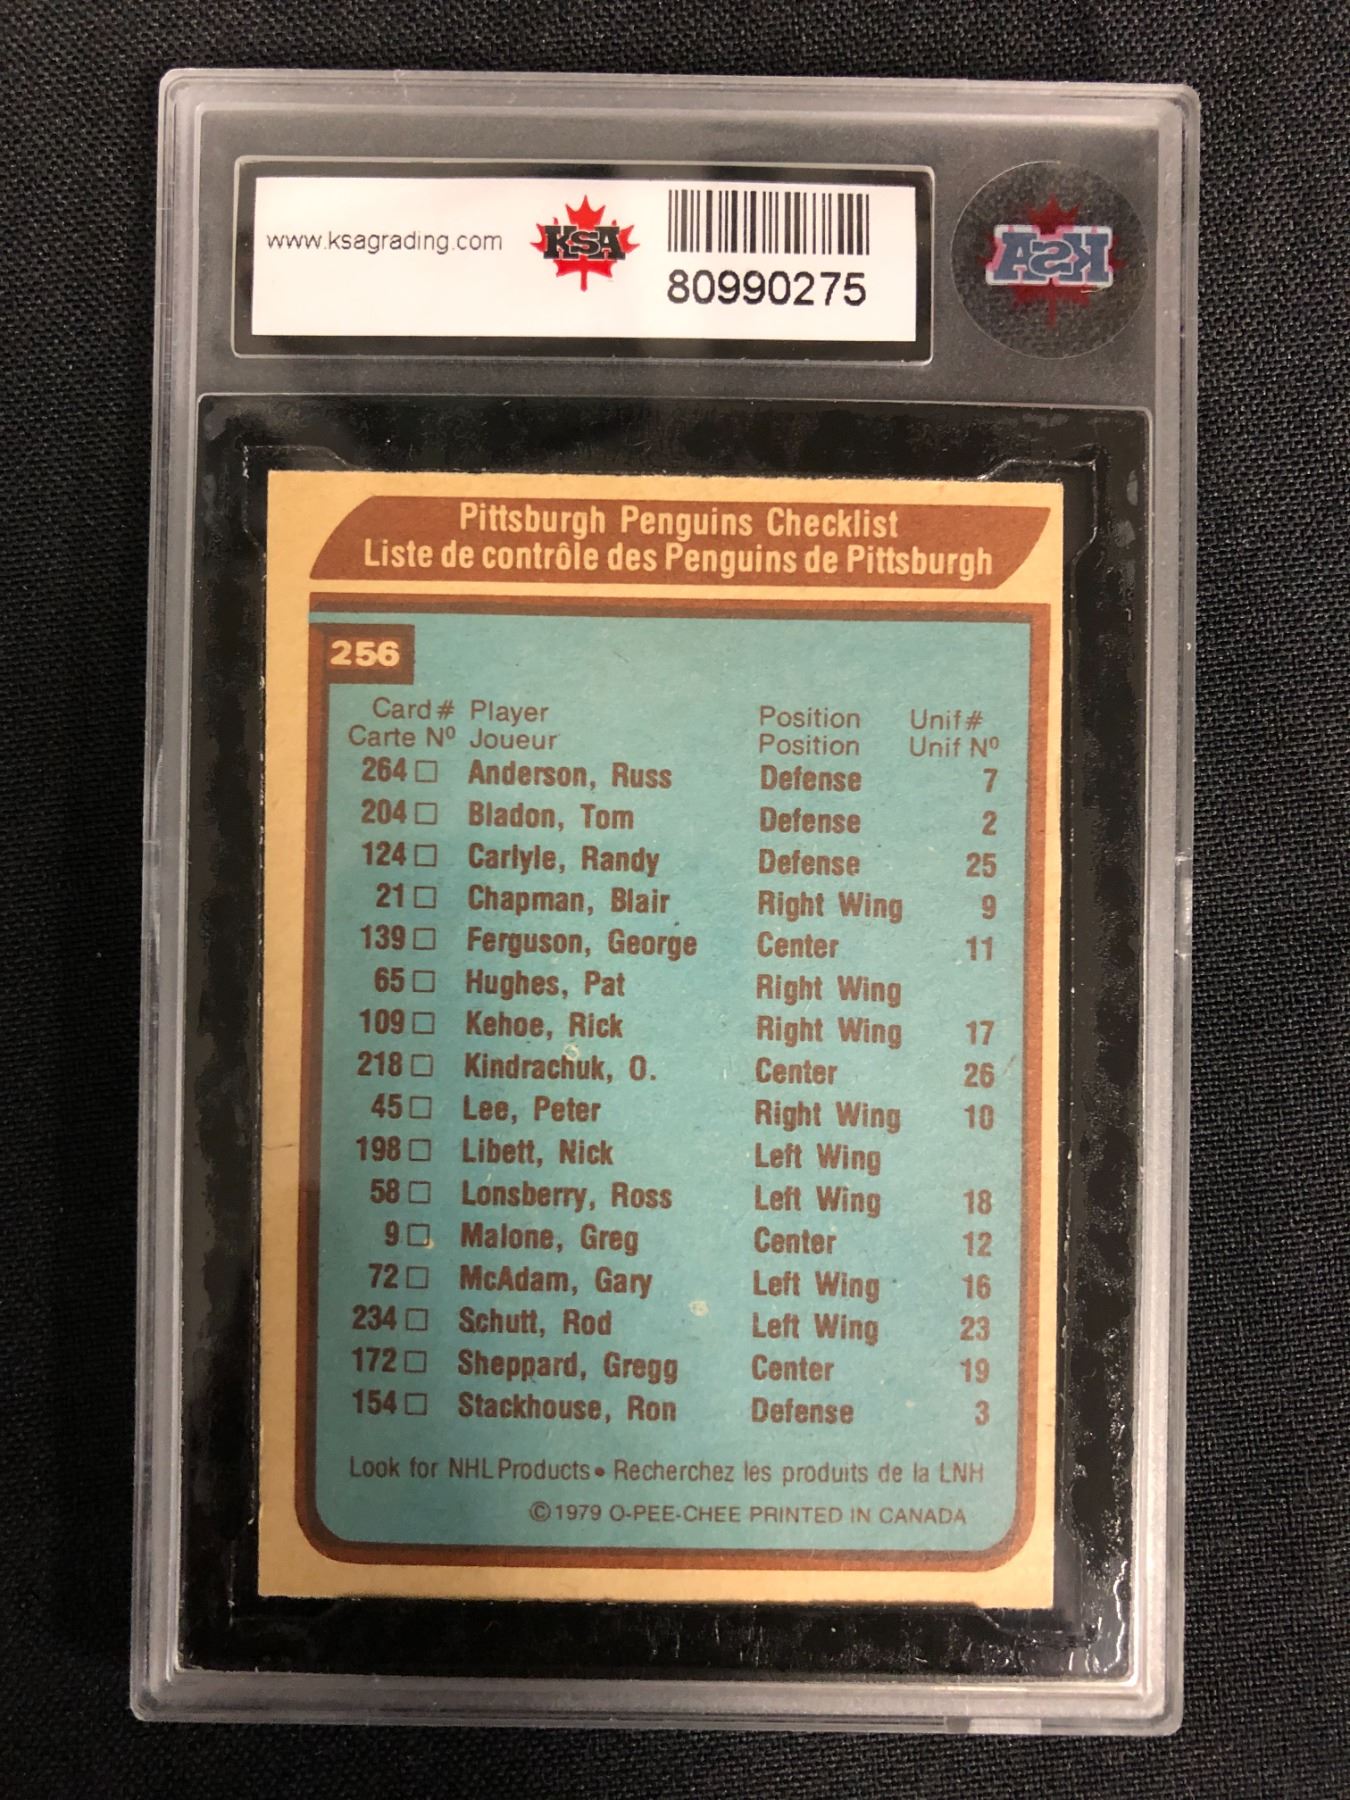 www.ksagrading.com
KSA
80990275
KSA
Pittsburgh Penguins Checklist
Liste de contrôle des Penguins de Pittsburgh
256
Card # Player Position Unif #
Carte Nº Joueur Position Unif Nº
264 □ Anderson, Russ Defense 7
204 □ Bladon, Tom Defense 2
124 □ Carlyle, Randy Defense 25
21 □ Chapman, Blair Right Wing 9
139 □ Ferguson, George Center 11
65 □ Hughes, Pat Right Wing
109 □ Kehoe, Rick Right Wing 17
218 □ Kindrachuk, O. Center 26
45 □ Lee, Peter Right Wing 10
198 □ Libett, Nick Left Wing
58 □ Lonsberry, Ross Left Wing 18
9 □ Malone, Greg Center 12
72 □ McAdam, Gary Left Wing 16
234 □ Schutt, Rod Left Wing 23
172 □ Sheppard, Gregg Center 19
154 □ Stackhouse, Ron Defense 3
Look for NHL Products • Recherchez les produits de la LNH
© 1979 O-PEE-CHEE PRINTED IN CANADA